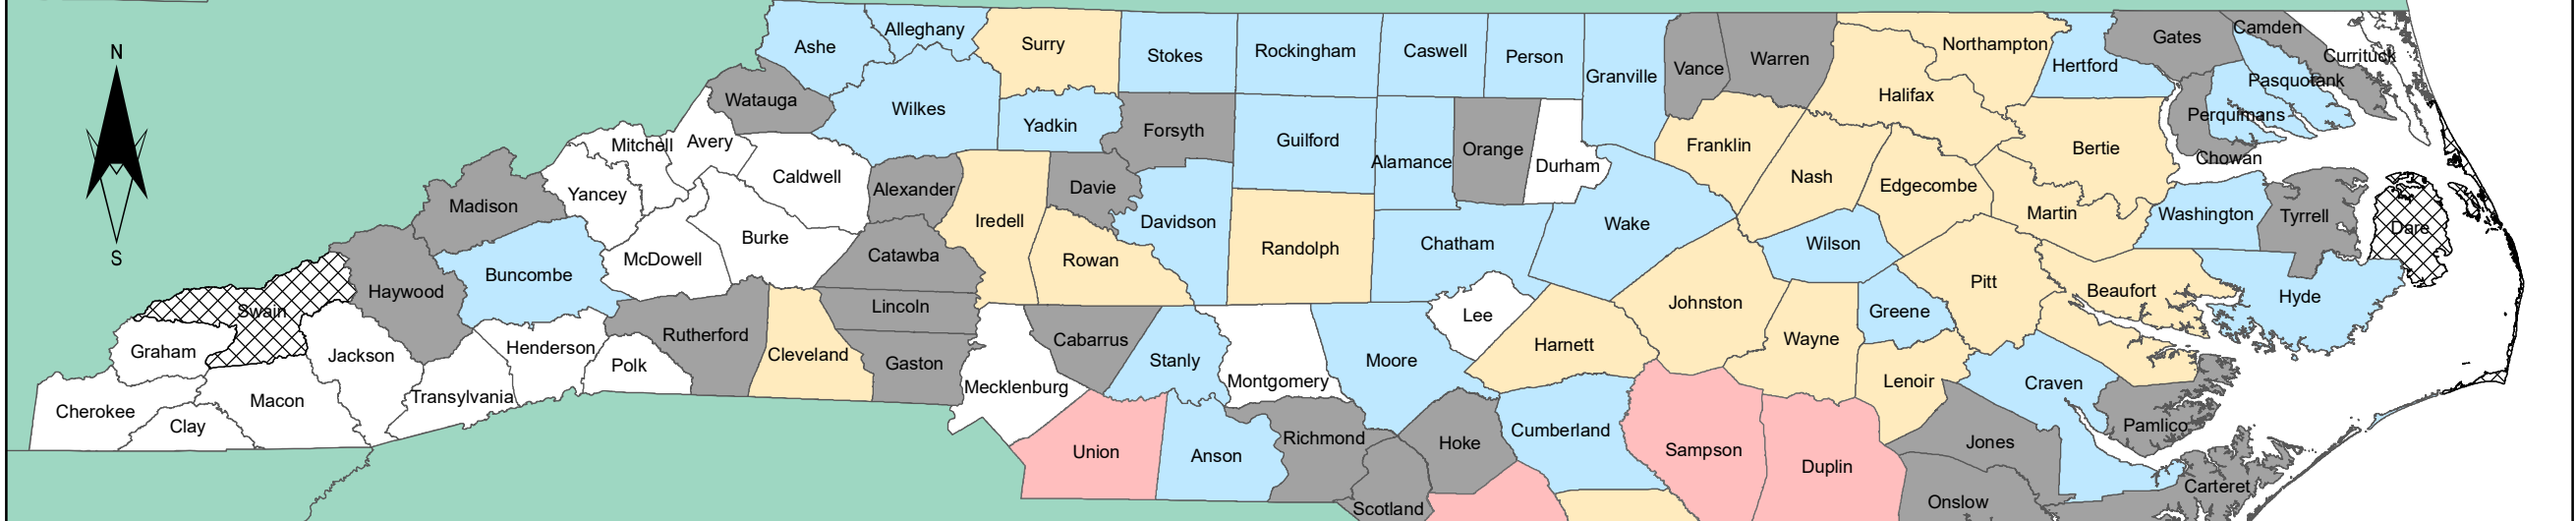 N
S
Ashe
Alleghany
Surry
Stokes
Rockingham
Caswell
Person
Granville
Vance
Warren
Northampton
Hertford
Gates
Camden
Currituck
Watauga
Wilkes
Yadkin
Forsyth
Guilford
Alamance
Orange
Durham
Franklin
Halifax
Bertie
Pasquotank
Perquimans
Chowan
Mitchell
Avery
Yancey
Caldwell
Alexander
Davie
Iredell
Davidson
Randolph
Chatham
Wake
Nash
Edgecombe
Martin
Washington
Tyrrell
Dare
Madison
Buncombe
McDowell
Burke
Catawba
Rowan
Wilson
Pitt
Beaufort
Hyde
Haywood
Swain
Graham
Jackson
Henderson
Polk
Rutherford
Cleveland
Lincoln
Gaston
Cabarrus
Stanly
Montgomery
Moore
Lee
Harnett
Johnston
Wayne
Greene
Lenoir
Craven
Pamlico
Cherokee
Clay
Macon
Transylvania
Mecklenburg
Union
Anson
Richmond
Scotland
Hoke
Cumberland
Sampson
Duplin
Jones
Onslow
Carteret